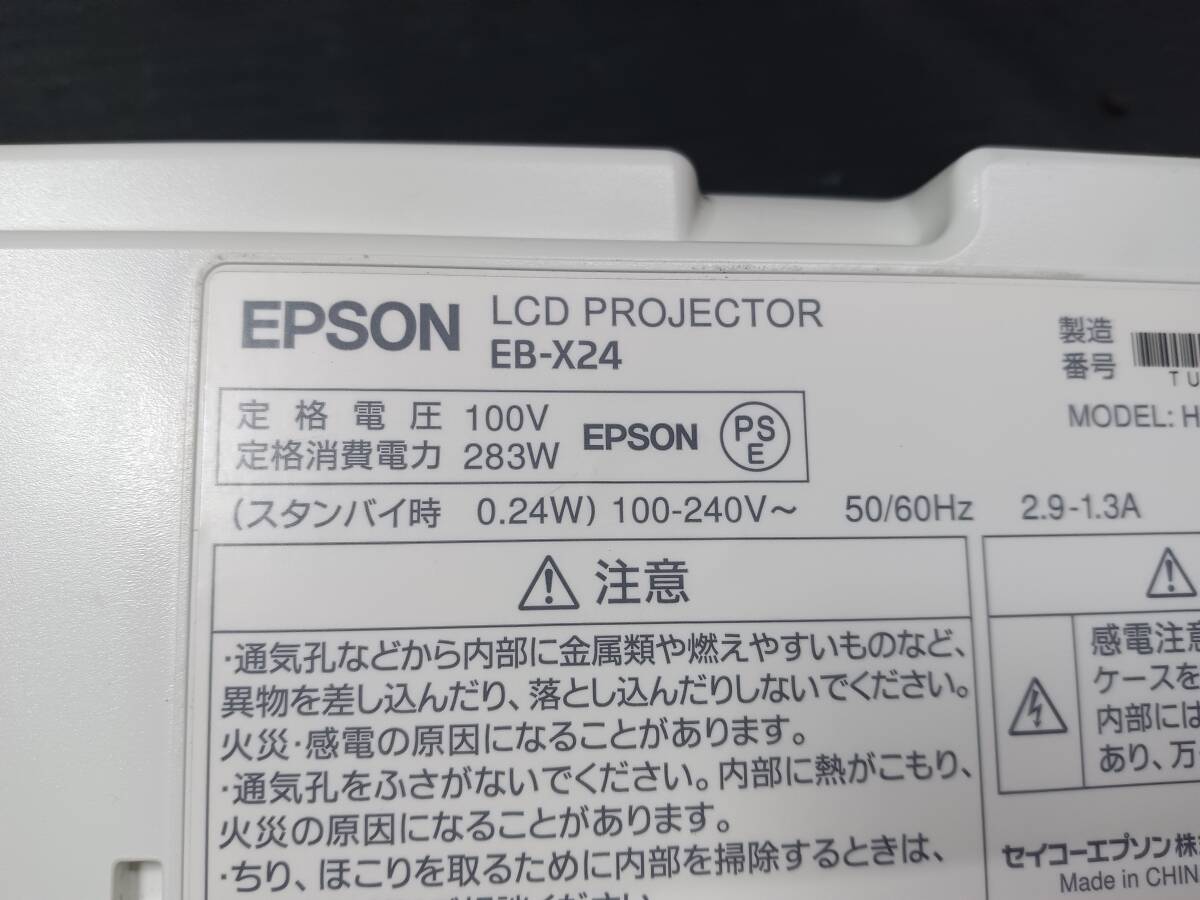 EPSON LCD PROJECTOR
EB-X24
製造
番号
T U
MODEL: H
定格電圧 100V
定格消費電力 283W
EPSON
PS
E
(スタンバイ時 0.24W) 100-240V～ 50/60Hz 2.9-1.3A
注意
・通気孔などから内部に金属類や燃えやすいものなど、
異物を差し込んだり、落とし込んだりしないでください。
火災・感電の原因になることがあります。
・通気孔をふさがないでください。内部に熱がこもり、
火災の原因になることがあります。
・ちり、ほこりを取るために内部を掃除するときは、
感電注意
ケースを
内部には
あり、万
セイコーエプソン株
Made in CHINA